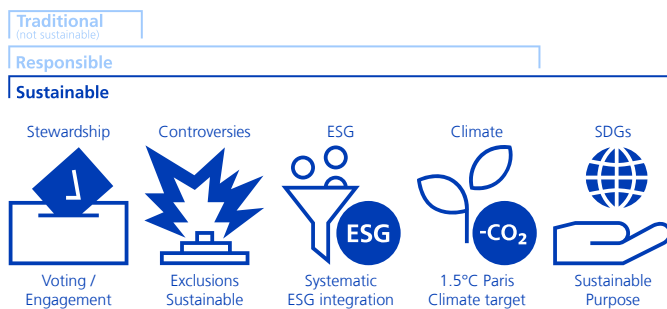 Traditional
(not sustainable)
Responsible
Sustainable
Stewardship
Controversies
ESG
Climate
SDGs
ESG
-CO₂
Voting /
Engagement
Exclusions
Sustainable
Systematic
ESG integration
1.5°C Paris
Climate target
Sustainable
Purpose